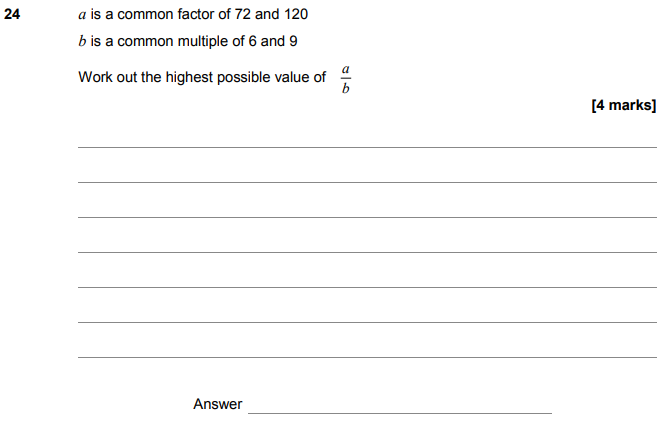 24 a is a common factor of 72 and 120
b is a common multiple of 6 and 9
Work out the highest possible value of a/b
[4 marks]
Answer